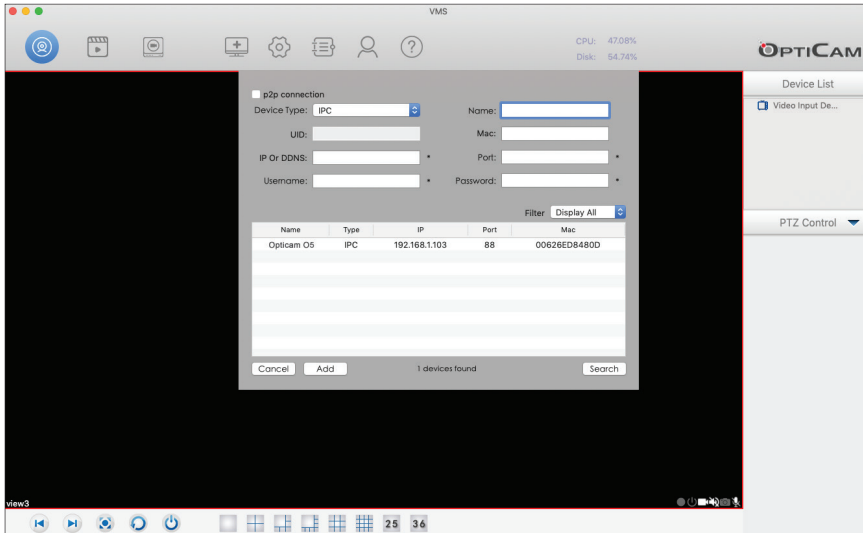 VMS
CPU: 47.08%
Disk: 54.74%
OPTICAM
Device List
Video Input De...
PTZ Control
p2p connection
Device Type: IPC
Name:
UID:
Mac:
IP Or DDNS: *
Port: *
Username: *
Password: *
Filter Display All
Name Type IP Port Mac
Opticam O5 IPC 192.168.1.103 88 00626ED8480D
Cancel Add 1 devices found Search
view3
25 36